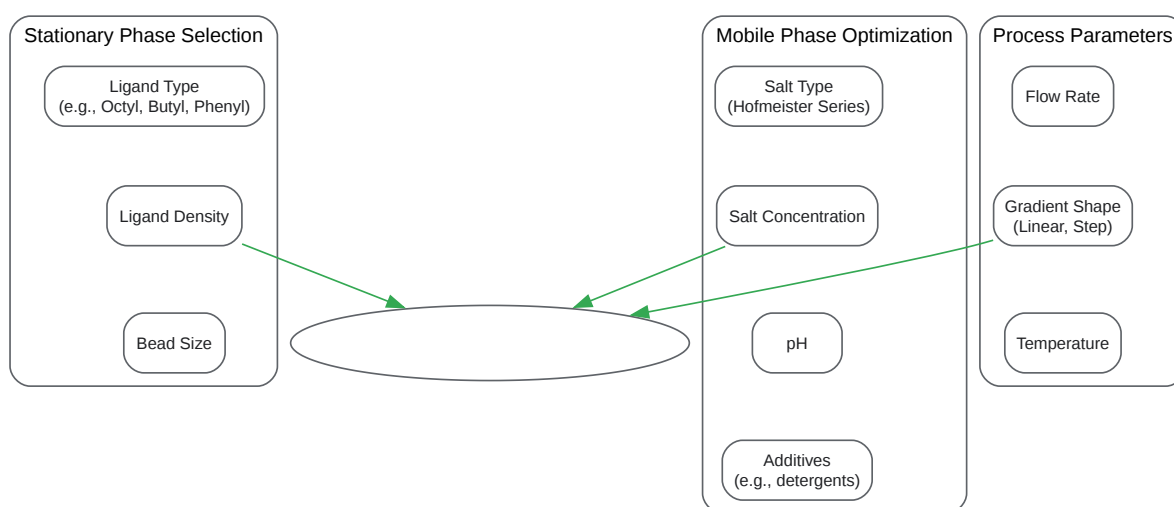 Stationary Phase Selection
Ligand Type
(e.g., Octyl, Butyl, Phenyl)
Ligand Density
Bead Size
Mobile Phase Optimization
Salt Type
(Hofmeister Series)
Salt Concentration
pH
Additives
(e.g., detergents)
Process Parameters
Flow Rate
Gradient Shape
(Linear, Step)
Temperature